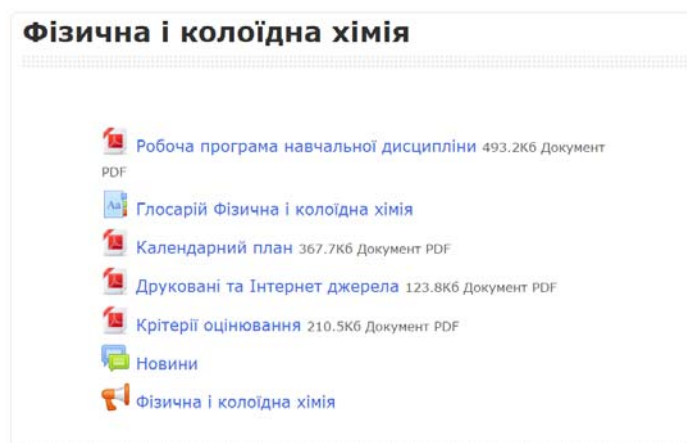 Фізична і колоїдна хімія
Робоча програма навчальної дисципліни 493.2Кб Документ
PDF
Глосарій Фізична і колоїдна хімія
Календарний план 367.7Кб Документ PDF
Друковані та Інтернет джерела 123.8Кб Документ PDF
Крітерії оцінювання 210.5Кб Документ PDF
Новини
Фізична і колоїдна хімія